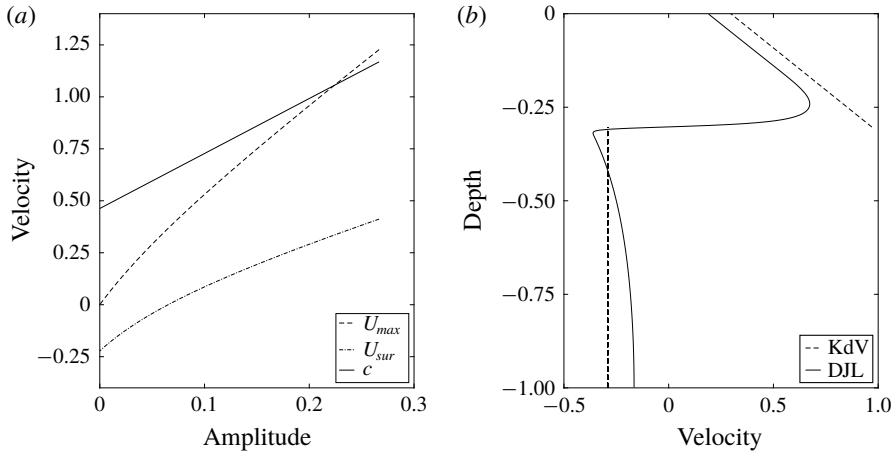 (a)
1.25
1.00
0.75
0.50
0.25
0
−0.25
Velocity
0
0.1
0.2
0.3
Amplitude
U_max
U_sur
c
(b)
0
−0.25
−0.50
−0.75
−1.00
Depth
−0.5
0
0.5
1.0
Velocity
KdV
DJL